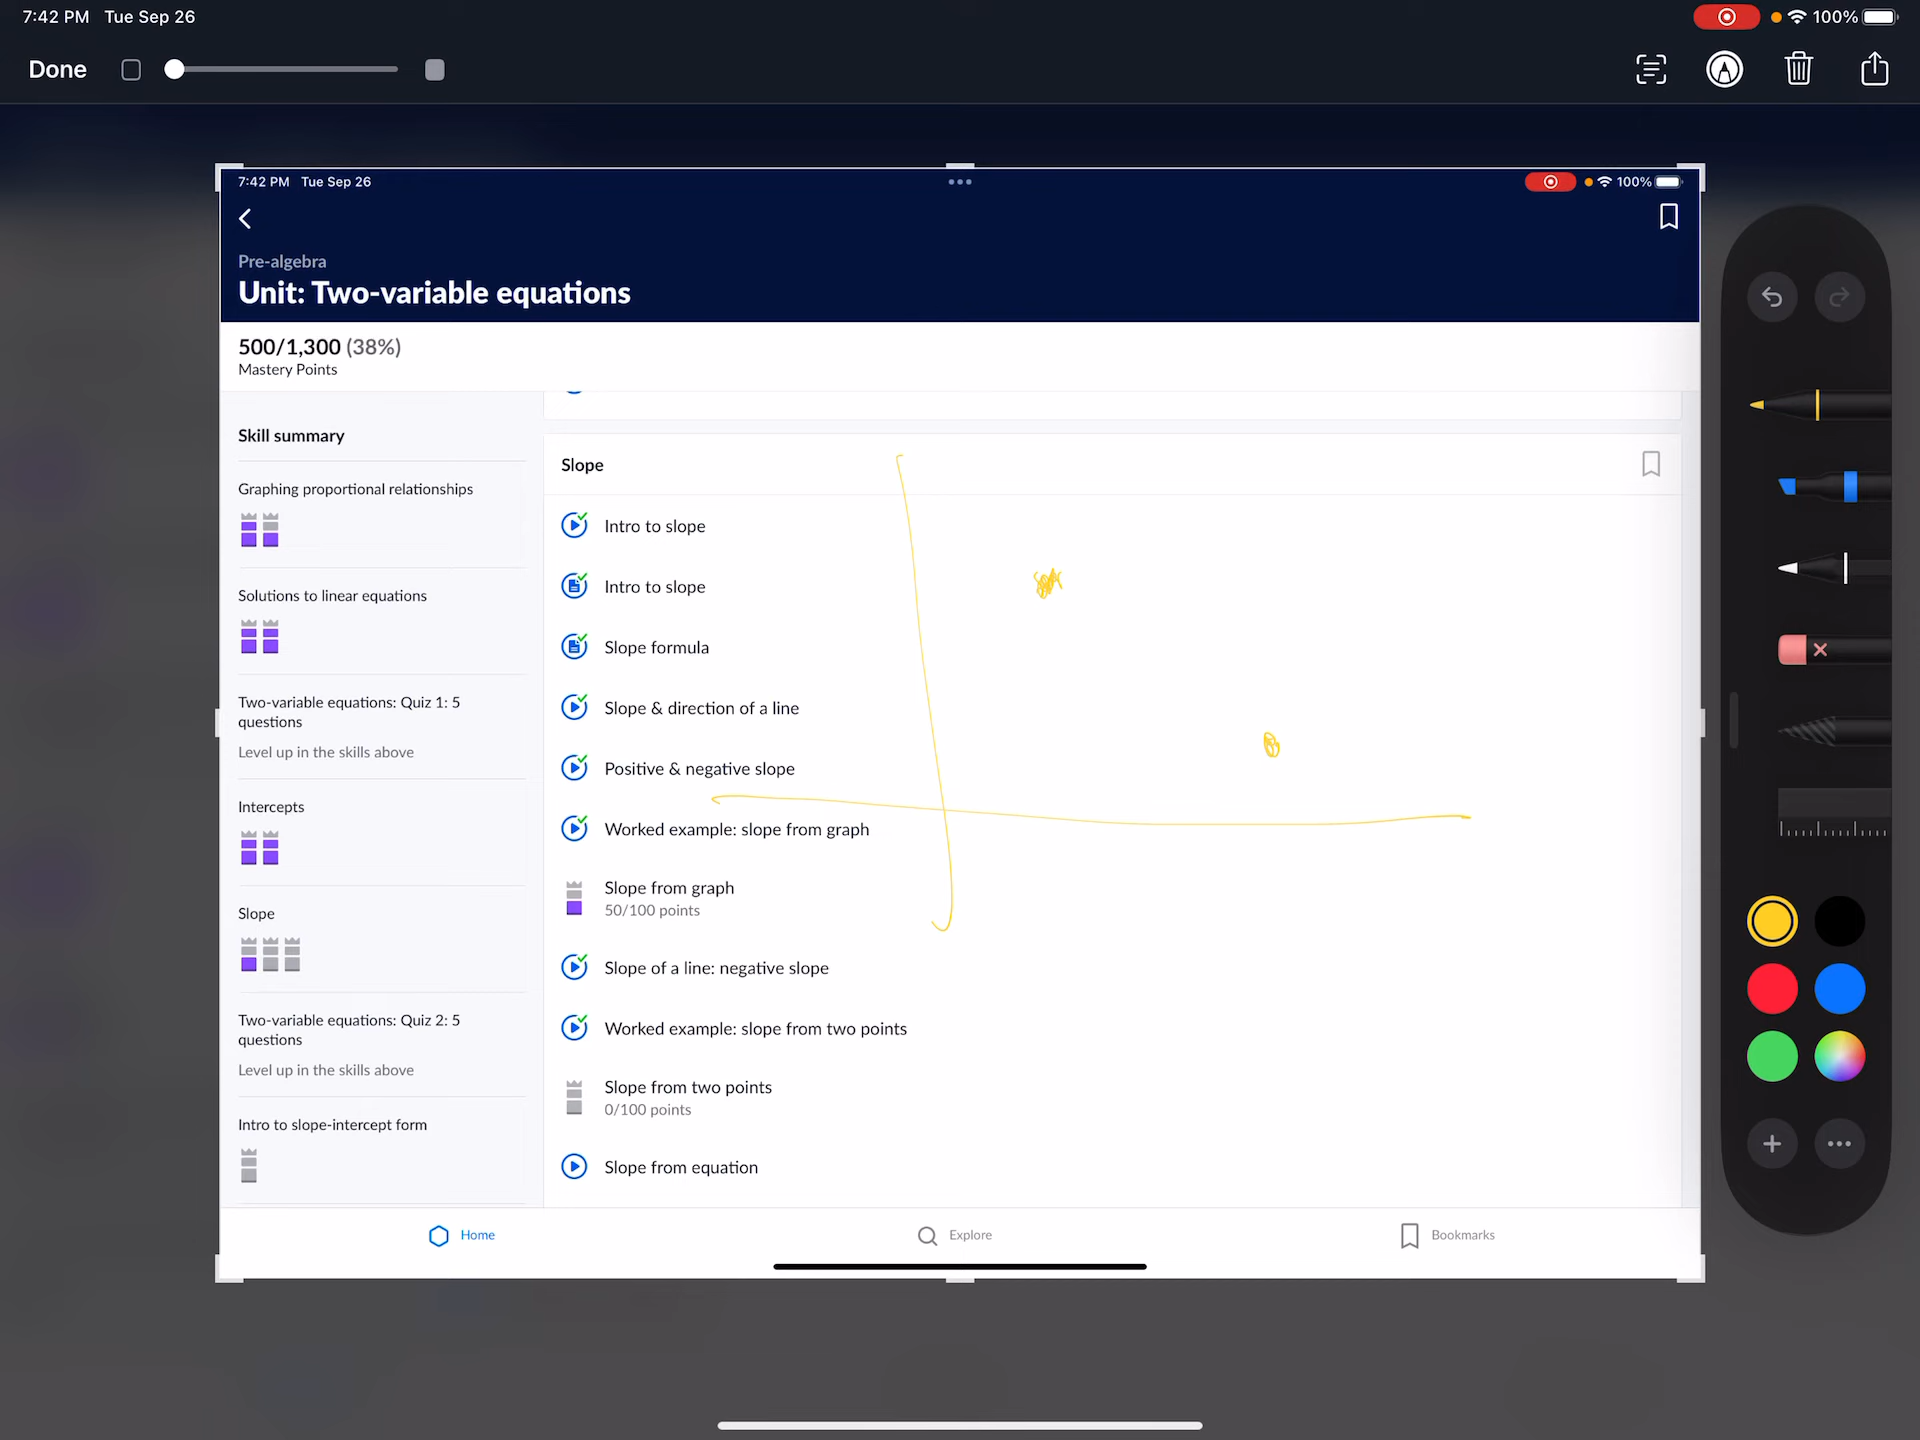 7:42 PM Tue Sep 26
100%
Done
7:42 PM Tue Sep 26
100%
Pre-algebra
Unit: Two-variable equations
500/1,300 (38%)
Mastery Points
Skill summary
Graphing proportional relationships
Solutions to linear equations
Two-variable equations: Quiz 1: 5
questions
Level up in the skills above
Intercepts
Slope
Two-variable equations: Quiz 2: 5
questions
Level up in the skills above
Intro to slope-intercept form
Slope
Intro to slope
Intro to slope
Slope formula
Slope & direction of a line
Positive & negative slope
Worked example: slope from graph
Slope from graph
50/100 points
Slope of a line: negative slope
Worked example: slope from two points
Slope from two points
0/100 points
Slope from equation
Home
Explore
Bookmarks